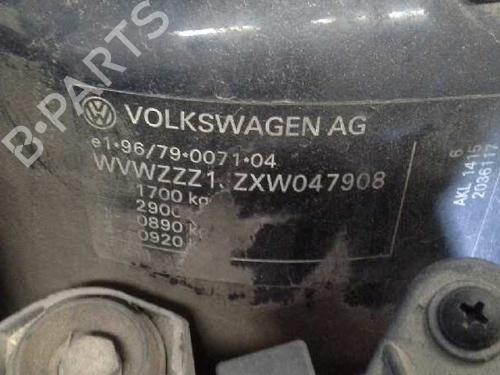 B-PARTS
VOLKSWAGEN AG
e1*96/79*0071*04
WVWZZZ1 ZXW047908
1700 kg
2900
0890 k
0920
6
AKL 1415
2036117